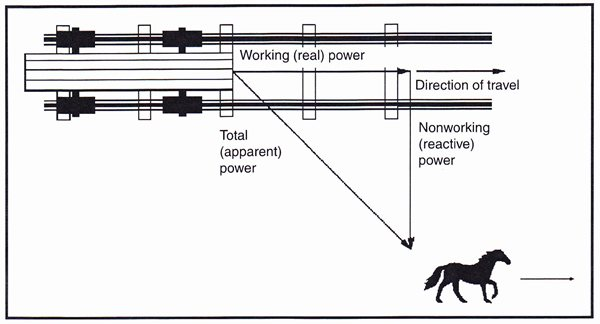 Working (real) power
Direction of travel
Total
(apparent)
power
Nonworking
(reactive)
power